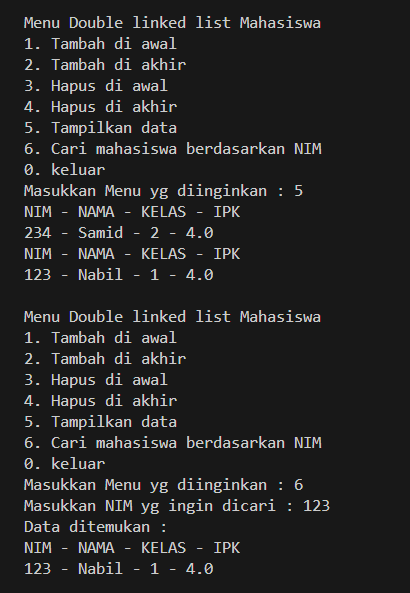 Menu Double linked list Mahasiswa
1. Tambah di awal
2. Tambah di akhir
3. Hapus di awal
4. Hapus di akhir
5. Tampilkan data
6. Cari mahasiswa berdasarkan NIM
0. keluar
Masukkan Menu yg diinginkan : 5
NIM - NAMA - KELAS - IPK
234 - Samid - 2 - 4.0
NIM - NAMA - KELAS - IPK
123 - Nabil - 1 - 4.0

Menu Double linked list Mahasiswa
1. Tambah di awal
2. Tambah di akhir
3. Hapus di awal
4. Hapus di akhir
5. Tampilkan data
6. Cari mahasiswa berdasarkan NIM
0. keluar
Masukkan Menu yg diinginkan : 6
Masukkan NIM yg ingin dicari : 123
Data ditemukan :
NIM - NAMA - KELAS - IPK
123 - Nabil - 1 - 4.0